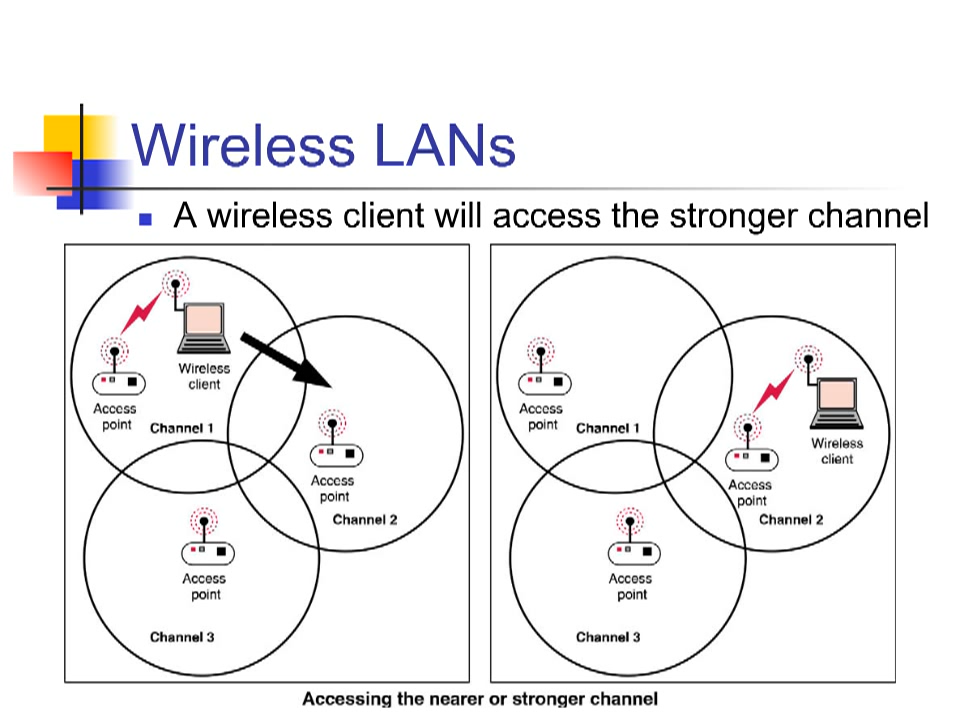 Wireless LANs
A wireless client will access the stronger channel
Wireless
client
Access
point
Channel 1
Access
point
Channel 2
Access
point
Channel 3
Access
point
Channel 1
Wireless
client
Access
point
Channel 2
Access
point
Channel 3
Accessing the nearer or stronger channel